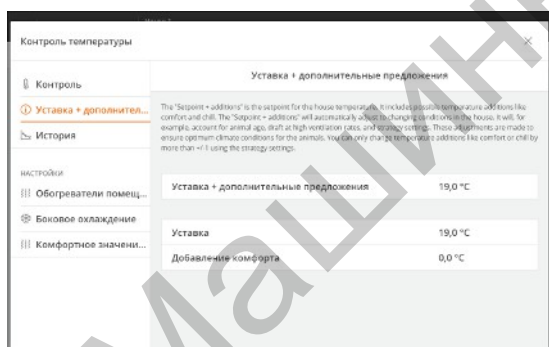 Контроль температуры
Контроль
Уставка + дополнител...
История
НАСТРОЙКИ
Обогреватели помещ...
Боковое охлаждение
Комфортное значени...
Уставка + дополнительные предложения
The "Setpoint + additions" is the setpoint for the house temperature. It includes possible temperature additions like
comfort and chill. The "Setpoint + additions" will automatically adjust to changing conditions in the house. It will, for
example, account for animal age, draft at high ventilation rates, and strategy settings. These adjustments are made to
ensure optimum climate conditions for the animals. You can only change temperature additions like comfort or chill by
more than +/-1 using the strategy settings.
Уставка + дополнительные предложения 19,0 °C
Уставка 19,0 °C
Добавление комфорта 0,0 °C